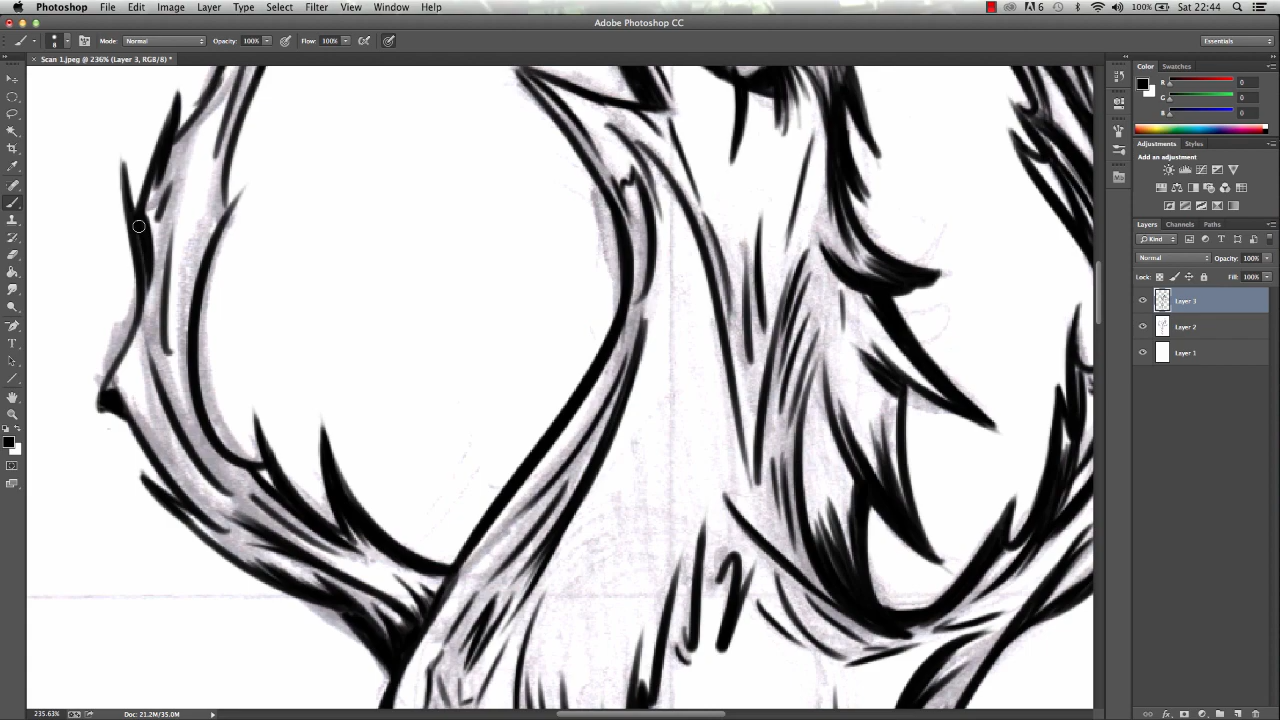 Photoshop File Edit Image Layer Type Select Filter View Window Help 6 100% Sat 22:44
Adobe Photoshop CC
8 Mode: Normal Opacity: 100% Flow: 100% Essentials
× Scan 1.jpeg @ 236% (Layer 3, RGB/8) *
Color Swatches
R 0
G 0
B 0
Adjustments Styles
Add an adjustment
Layers Channels Paths
Kind
Normal Opacity: 100%
Lock: Fill: 100%
Layer 3
Layer 2
Layer 1
235.63% Doc: 21.2M/35.0M fx